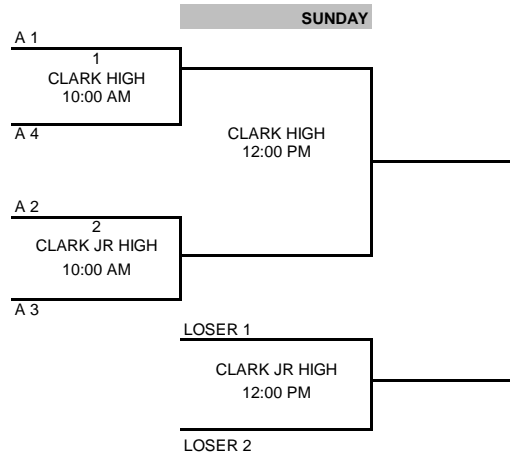 SUNDAY
A 1
1
CLARK HIGH
10:00 AM
A 4
CLARK HIGH
12:00 PM
A 2
2
CLARK JR HIGH
10:00 AM
A 3
LOSER 1
CLARK JR HIGH
12:00 PM
LOSER 2